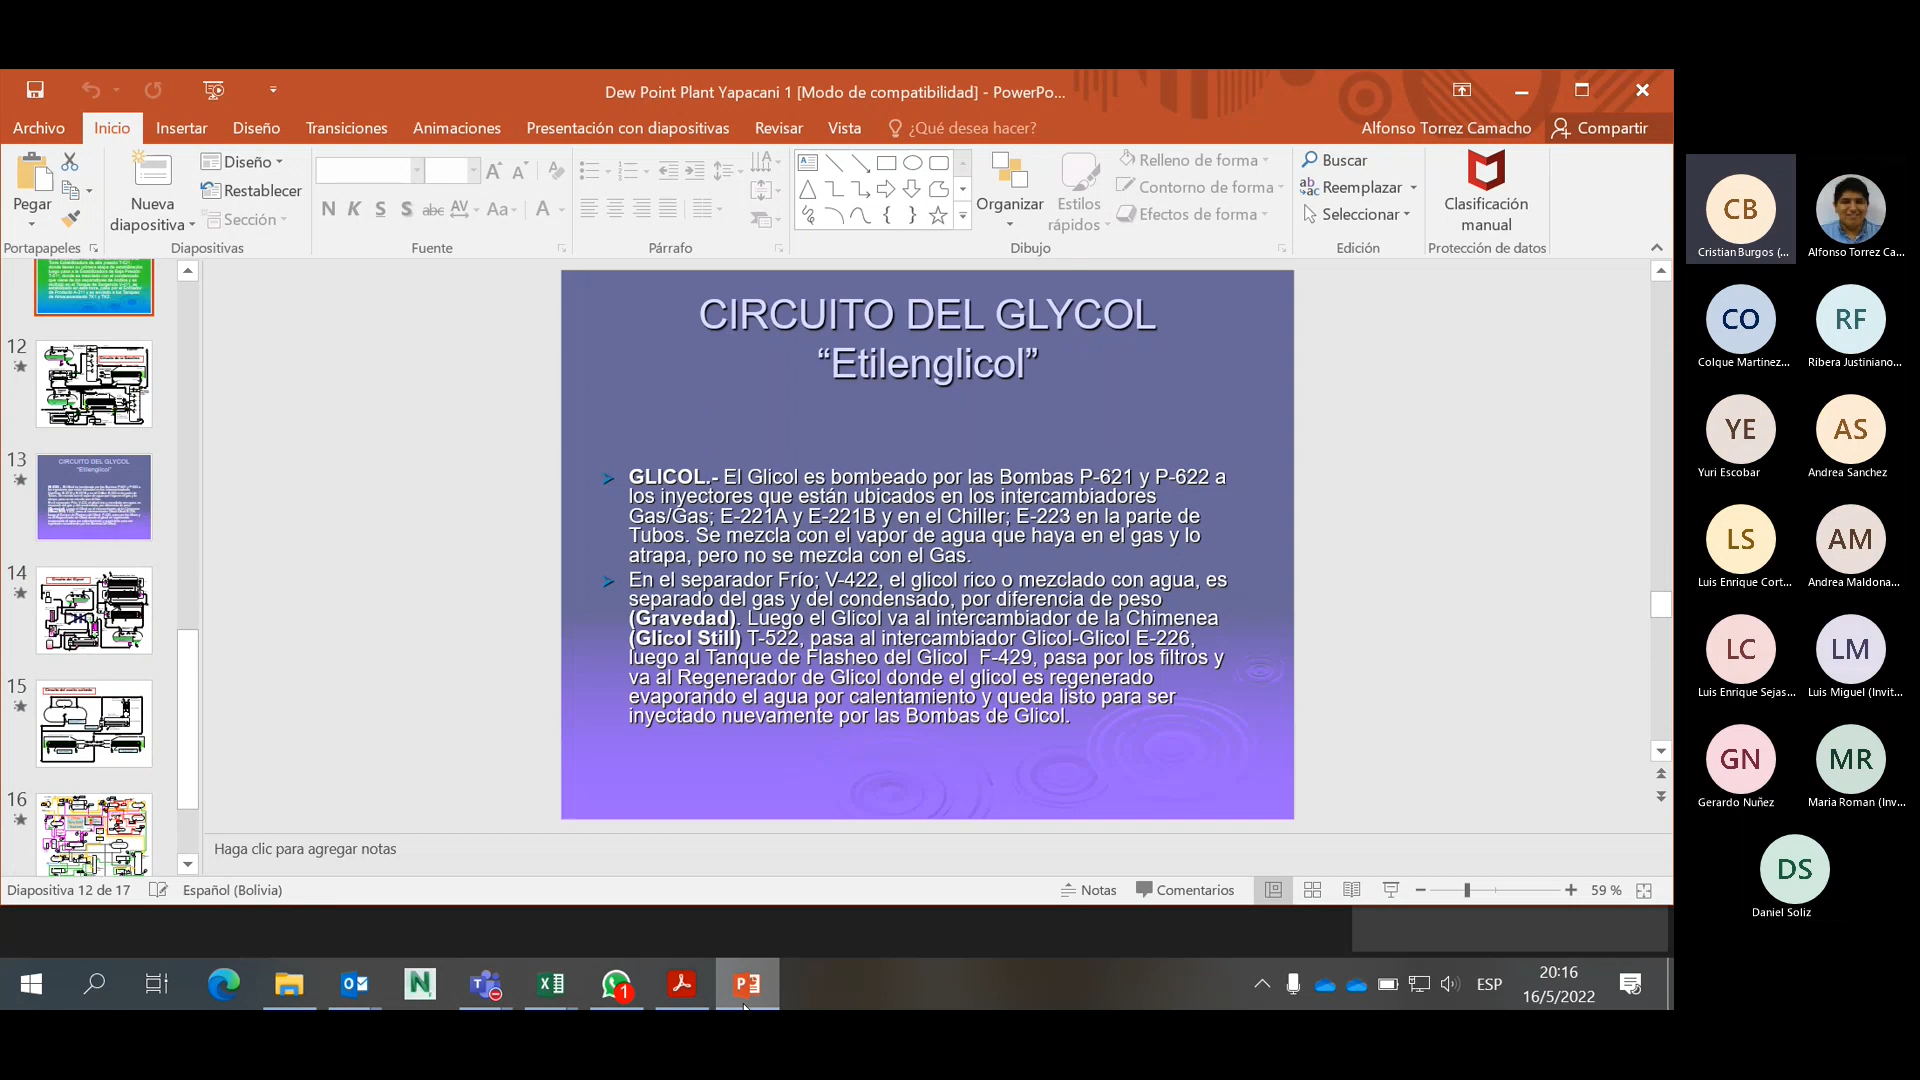 Dew Point Plant Yapacani 1 [Modo de compatibilidad] - PowerPo...
Archivo
Inicio
Insertar
Diseño
Transiciones
Animaciones
Presentación con diapositivas
Revisar
Vista
¿Qué desea hacer?
Alfonso Torrez Camacho
Compartir
Pegar
Nueva
diapositiva
Diseño
Restablecer
Sección
N K S S abc AV Aa A
Organizar
Estilos
rápidos
Relleno de forma
Contorno de forma
Efectos de forma
Buscar
Reemplazar
Seleccionar
Clasificación
manual
Portapapeles
Diapositivas
Fuente
Párrafo
Dibujo
Edición
Protección de datos
12
13
CIRCUITO DEL GLYCOL
"Etilenglicol"
14
15
16
CIRCUITO DEL GLYCOL
“Etilenglicol”
GLICOL.- El Glicol es bombeado por las Bombas P-621 y P-622 a
los inyectores que están ubicados en los intercambiadores
Gas/Gas; E-221A y E-221B y en el Chiller; E-223 en la parte de
Tubos. Se mezcla con el vapor de agua que haya en el gas y lo
atrapa, pero no se mezcla con el Gas.
En el separador Frío; V-422, el glicol rico o mezclado con agua, es
separado del gas y del condensado, por diferencia de peso
(Gravedad). Luego el Glicol va al intercambiador de la Chimenea
(Glicol Still) T-522, pasa al intercambiador Glicol-Glicol E-226,
luego al Tanque de Flasheo del Glicol F-429, pasa por los filtros y
va al Regenerador de Glicol donde el glicol es regenerado
evaporando el agua por calentamiento y queda listo para ser
inyectado nuevamente por las Bombas de Glicol.
Haga clic para agregar notas
Diapositiva 12 de 17
Español (Bolivia)
Notas
Comentarios
59 %
1
ESP
20:16
16/5/2022
CB
Cristian Burgos (...
Alfonso Torrez Ca...
CO
Colque Martinez...
RF
Ribera Justiniano...
YE
Yuri Escobar
AS
Andrea Sanchez
LS
Luis Enrique Cort...
AM
Andrea Maldona...
LC
Luis Enrique Sejas...
LM
Luis Miguel (Invit...
GN
Gerardo Nuñez
MR
Maria Roman (Inv...
DS
Daniel Soliz